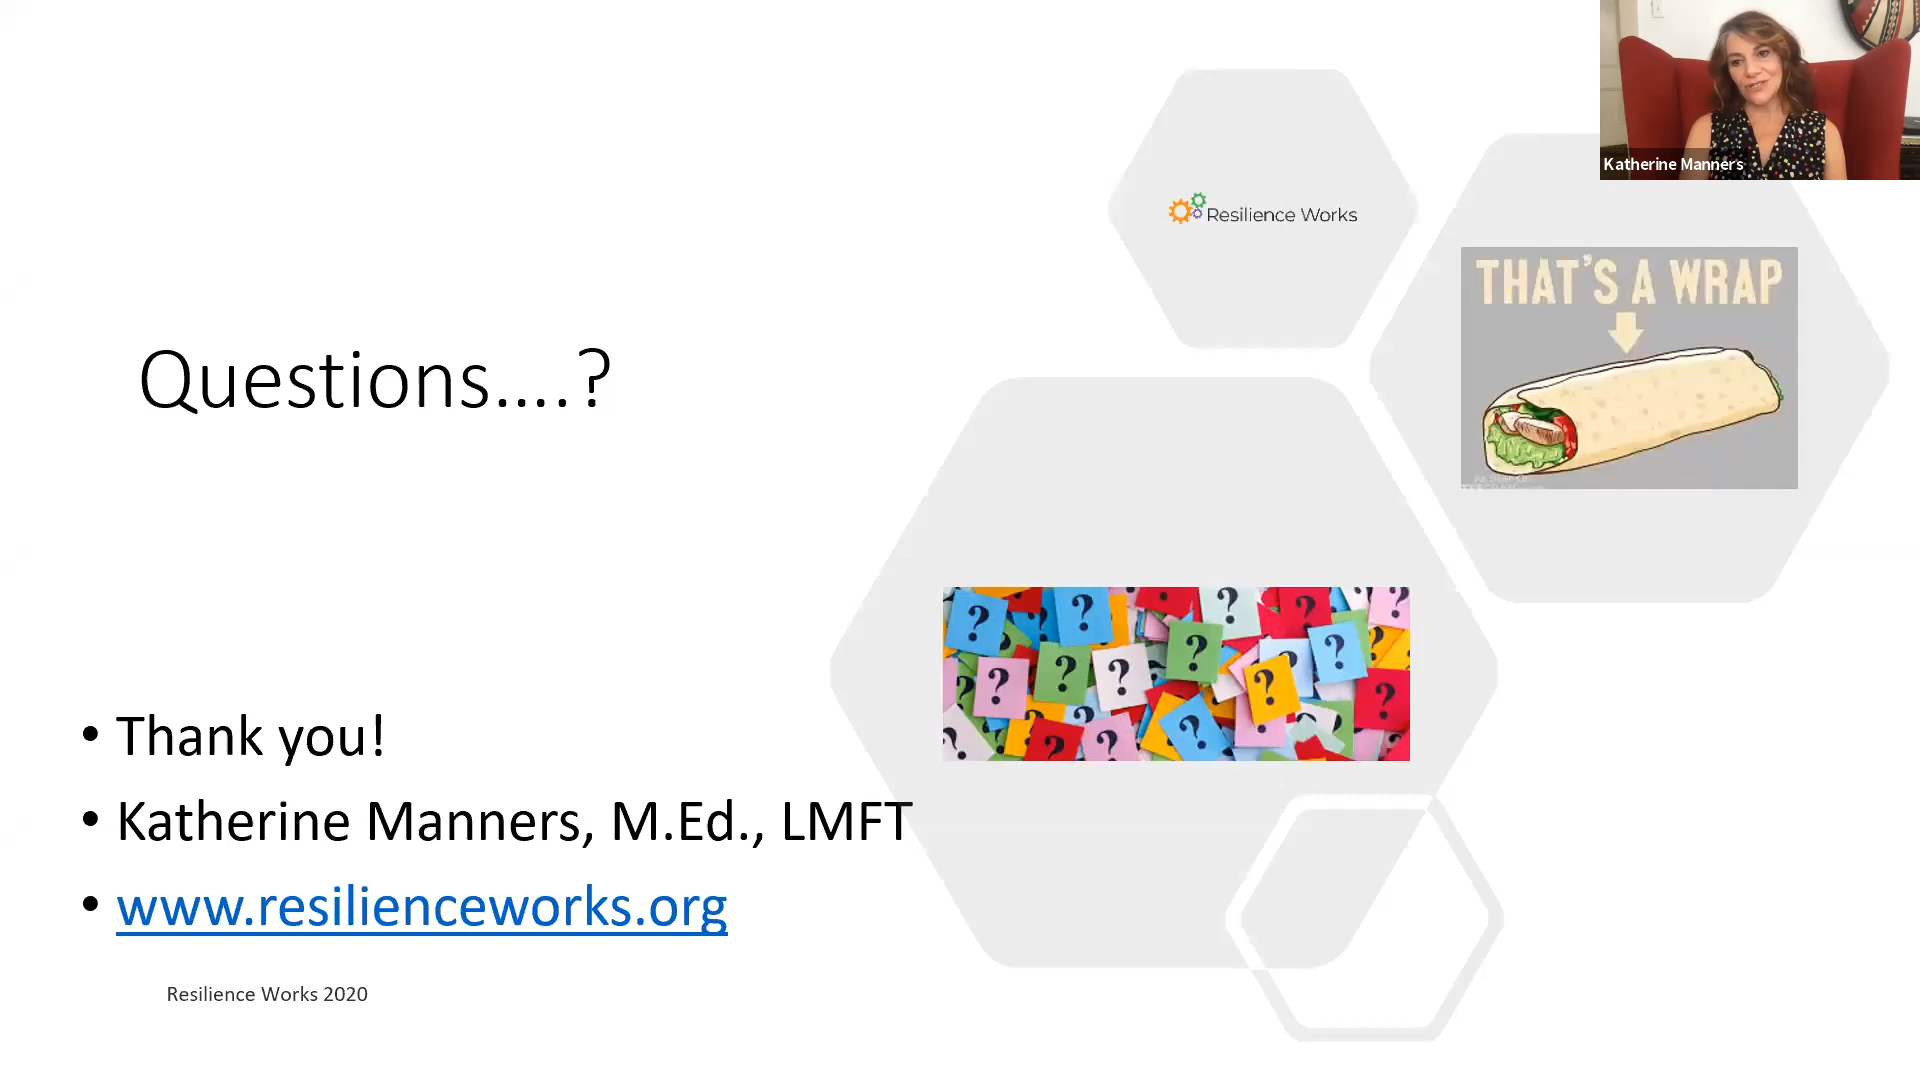 Katherine Manners
Resilience Works
THAT'S A WRAP
Questions....?
? ? ? ? ? ? ? ? ? ? ? ? ? ? ? ?
• Thank you!
• Katherine Manners, M.Ed., LMFT
• www.resilienceworks.org
Resilience Works 2020